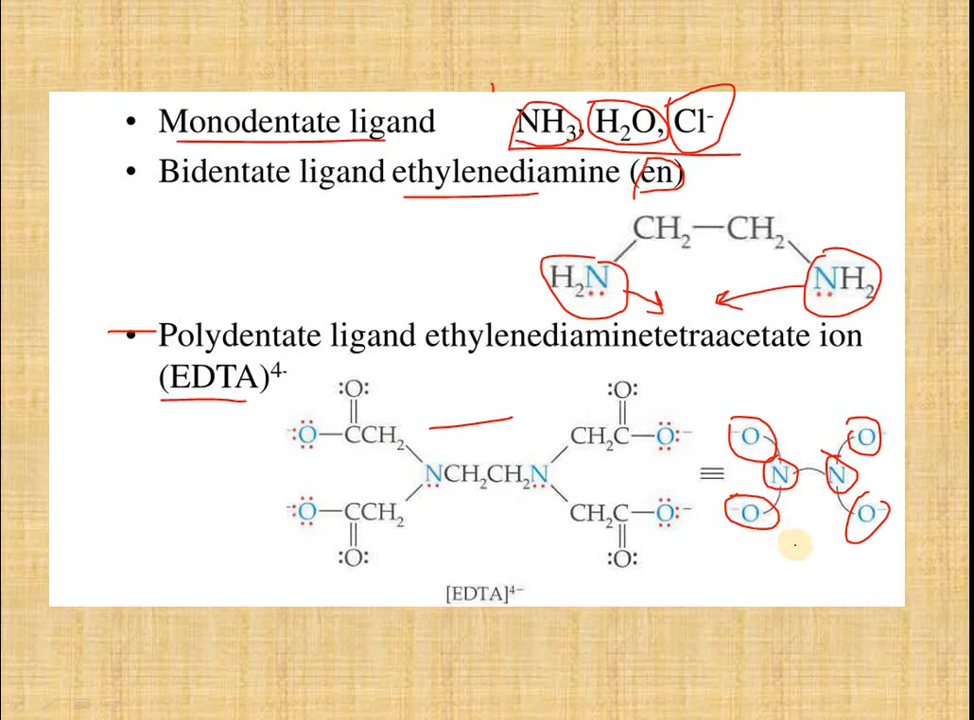 • Monodentate ligand NH₃, H₂O, Cl⁻
• Bidentate ligand ethylenediamine (en)
CH₂—CH₂
H₂N NH₂
• Polydentate ligand ethylenediaminetetraacetate ion
(EDTA)⁴⁻
:O: :O:
⁻:O—CCH₂ CH₂C—O:⁻ ⁻O O⁻
NCH₂CH₂N ≡ N N
⁻:O—CCH₂ CH₂C—O:⁻ ⁻O O⁻
:O: :O:
[EDTA]⁴⁻